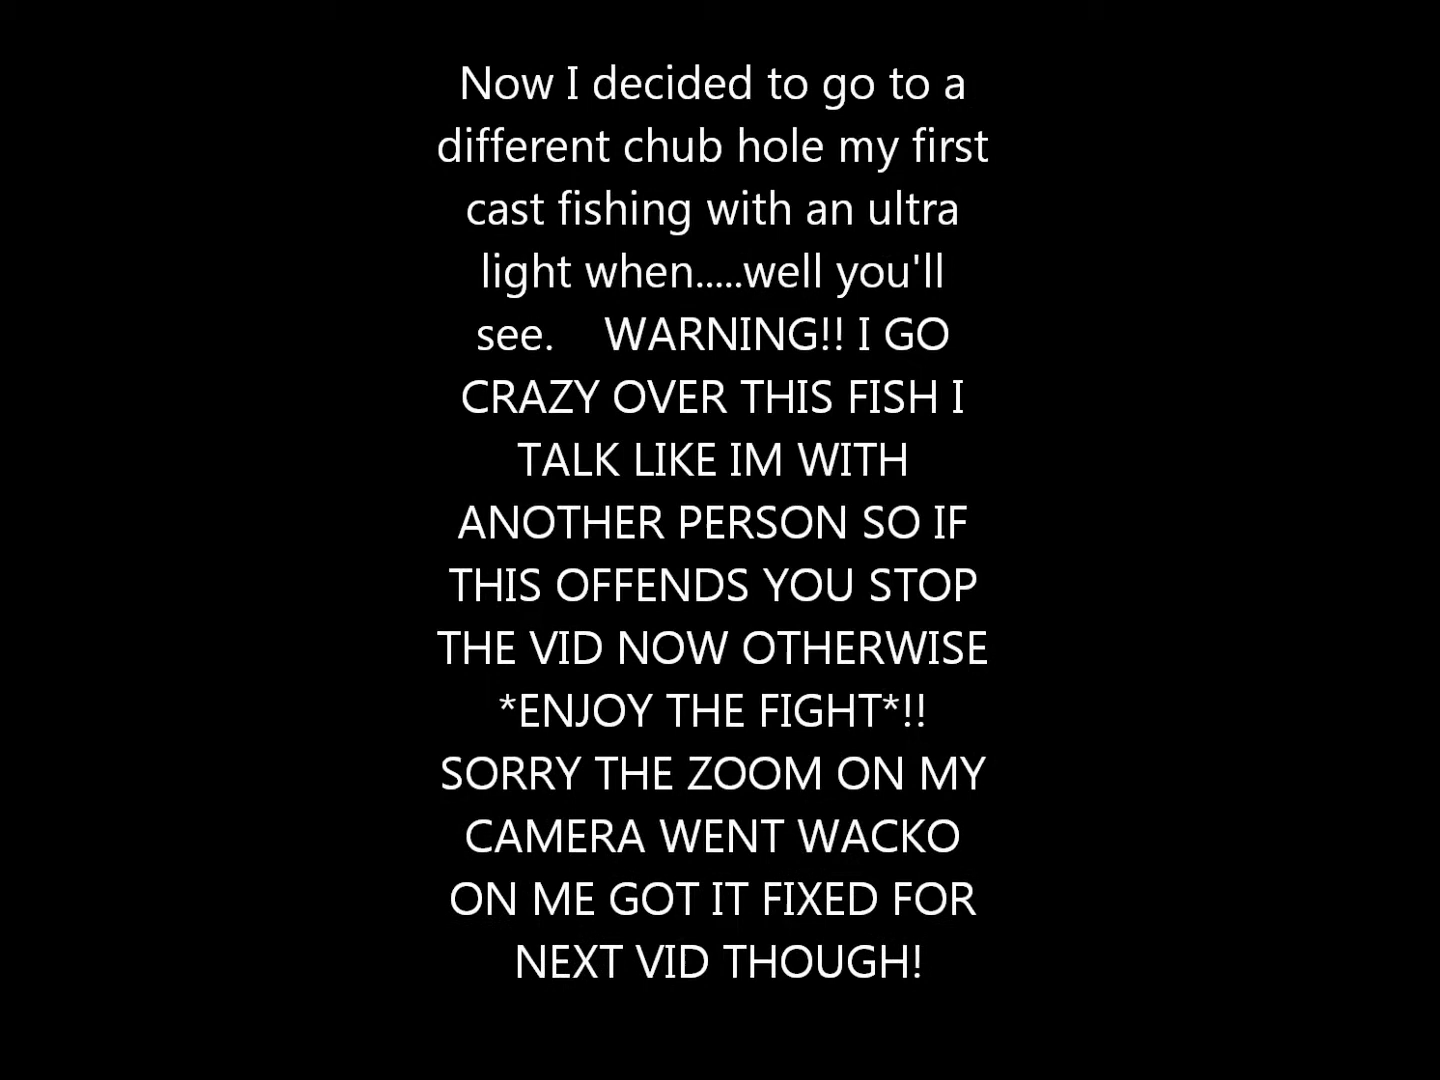 Now I decided to go to a
different chub hole my first
cast fishing with an ultra
light when.....well you'll
see.    WARNING!! I GO
CRAZY OVER THIS FISH I
TALK LIKE IM WITH
ANOTHER PERSON SO IF
THIS OFFENDS YOU STOP
THE VID NOW OTHERWISE
*ENJOY THE FIGHT*!!
SORRY THE ZOOM ON MY
CAMERA WENT WACKO
ON ME GOT IT FIXED FOR
NEXT VID THOUGH!